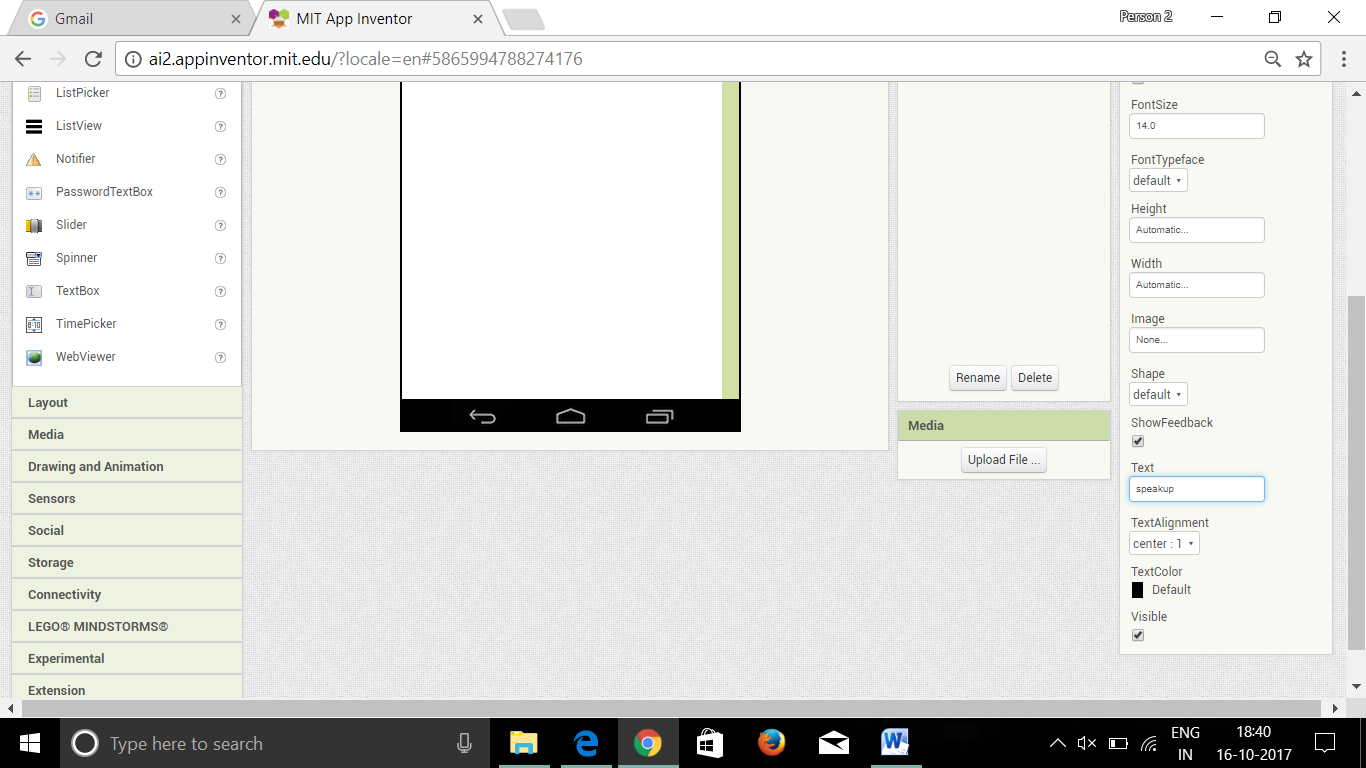 Gmail
MIT App Inventor
Person 2
ai2.appinventor.mit.edu/?locale=en#5865994788274176
ListPicker
ListView
Notifier
PasswordTextBox
Slider
Spinner
TextBox
TimePicker
WebViewer
Layout
Media
Drawing and Animation
Sensors
Social
Storage
Connectivity
LEGO® MINDSTORMS®
Experimental
Extension
Rename Delete
Media
Upload File ...
FontSize
14.0
FontTypeface
default
Height
Automatic...
Width
Automatic...
Image
None...
Shape
default
ShowFeedback
Text
speakup
TextAlignment
center : 1
TextColor
Default
Visible
Type here to search
ENG
IN
18:40
16-10-2017